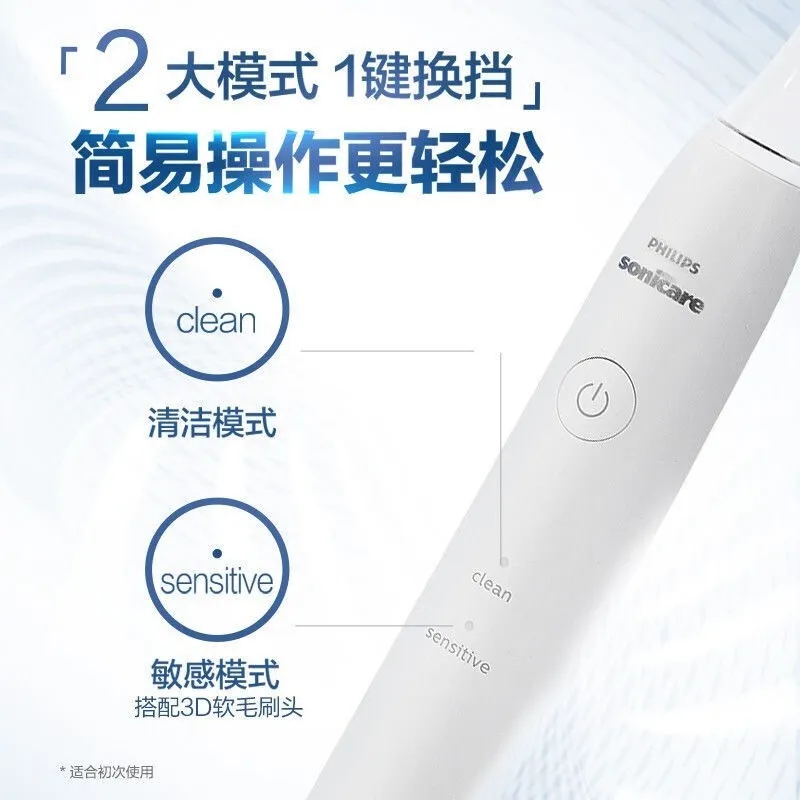 「2大模式 1键换挡」
简易操作更轻松
clean
清洁模式
sensitive
敏感模式
搭配3D软毛刷头
* 适合初次使用
PHILIPS
sonicare
clean
sensitive